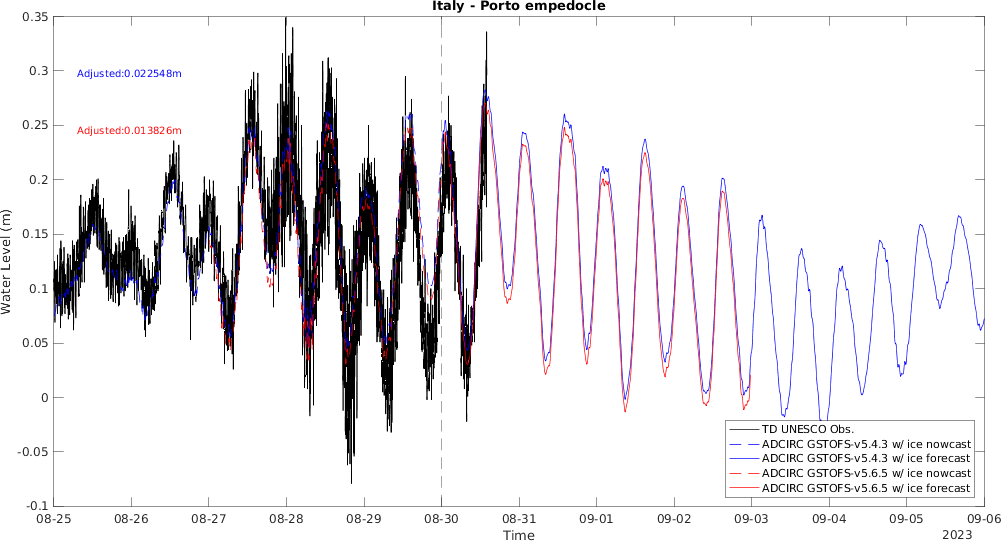 Italy - Porto empedocle
0.35
0.3
0.25
0.2
0.15
0.1
0.05
0
-0.05
-0.1
Water Level (m)
Adjusted:0.022548m
Adjusted:0.013826m
TD UNESCO Obs.
ADCIRC GSTOFS-v5.4.3 w/ ice nowcast
ADCIRC GSTOFS-v5.4.3 w/ ice forecast
ADCIRC GSTOFS-v5.6.5 w/ ice nowcast
ADCIRC GSTOFS-v5.6.5 w/ ice forecast
08-25 08-26 08-27 08-28 08-29 08-30 08-31 09-01 09-02 09-03 09-04 09-05 09-06
Time
2023